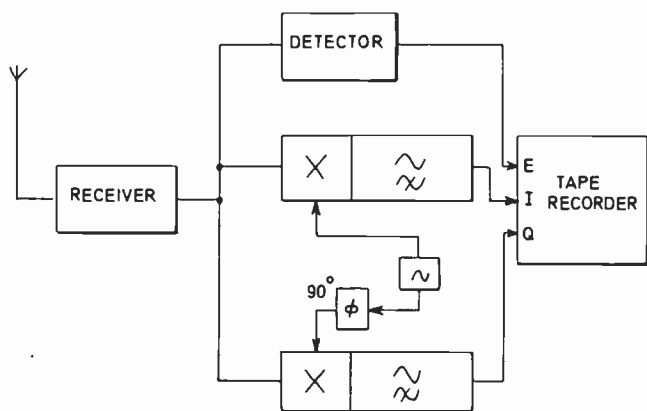 DETECTOR
RECEIVER
X
E
I
Q
TAPE
RECORDER
90°
φ
X